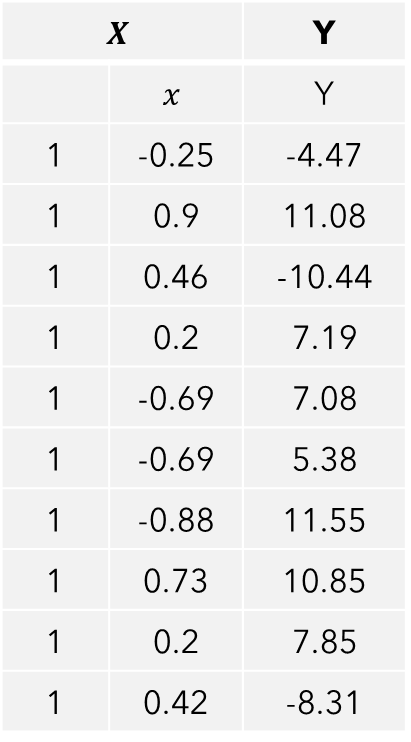 X Y
x Y
1 -0.25 -4.47
1 0.9 11.08
1 0.46 -10.44
1 0.2 7.19
1 -0.69 7.08
1 -0.69 5.38
1 -0.88 11.55
1 0.73 10.85
1 0.2 7.85
1 0.42 -8.31